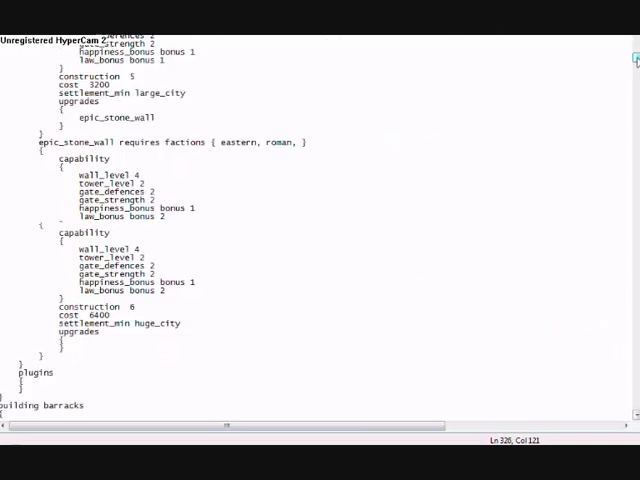 Unregistered HyperCam 2
gate_defences 2
gate_strength 2
happiness_bonus bonus 1
law_bonus bonus 1
}
construction 5
cost 3200
settlement_min large_city
upgrades
{
epic_stone_wall
}
}
epic_stone_wall requires factions { eastern, roman, }
{
capability
{
wall_level 4
tower_level 2
gate_defences 2
gate_strength 2
happiness_bonus bonus 1
law_bonus bonus 2
{
capability
{
wall_level 4
tower_level 2
gate_defences 2
gate_strength 2
happiness_bonus bonus 1
law_bonus bonus 2
}
construction 6
cost 6400
settlement_min huge_city
upgrades
{
}
}
}
plugins
{
}
}
building barracks
{
Ln 326, Col 121